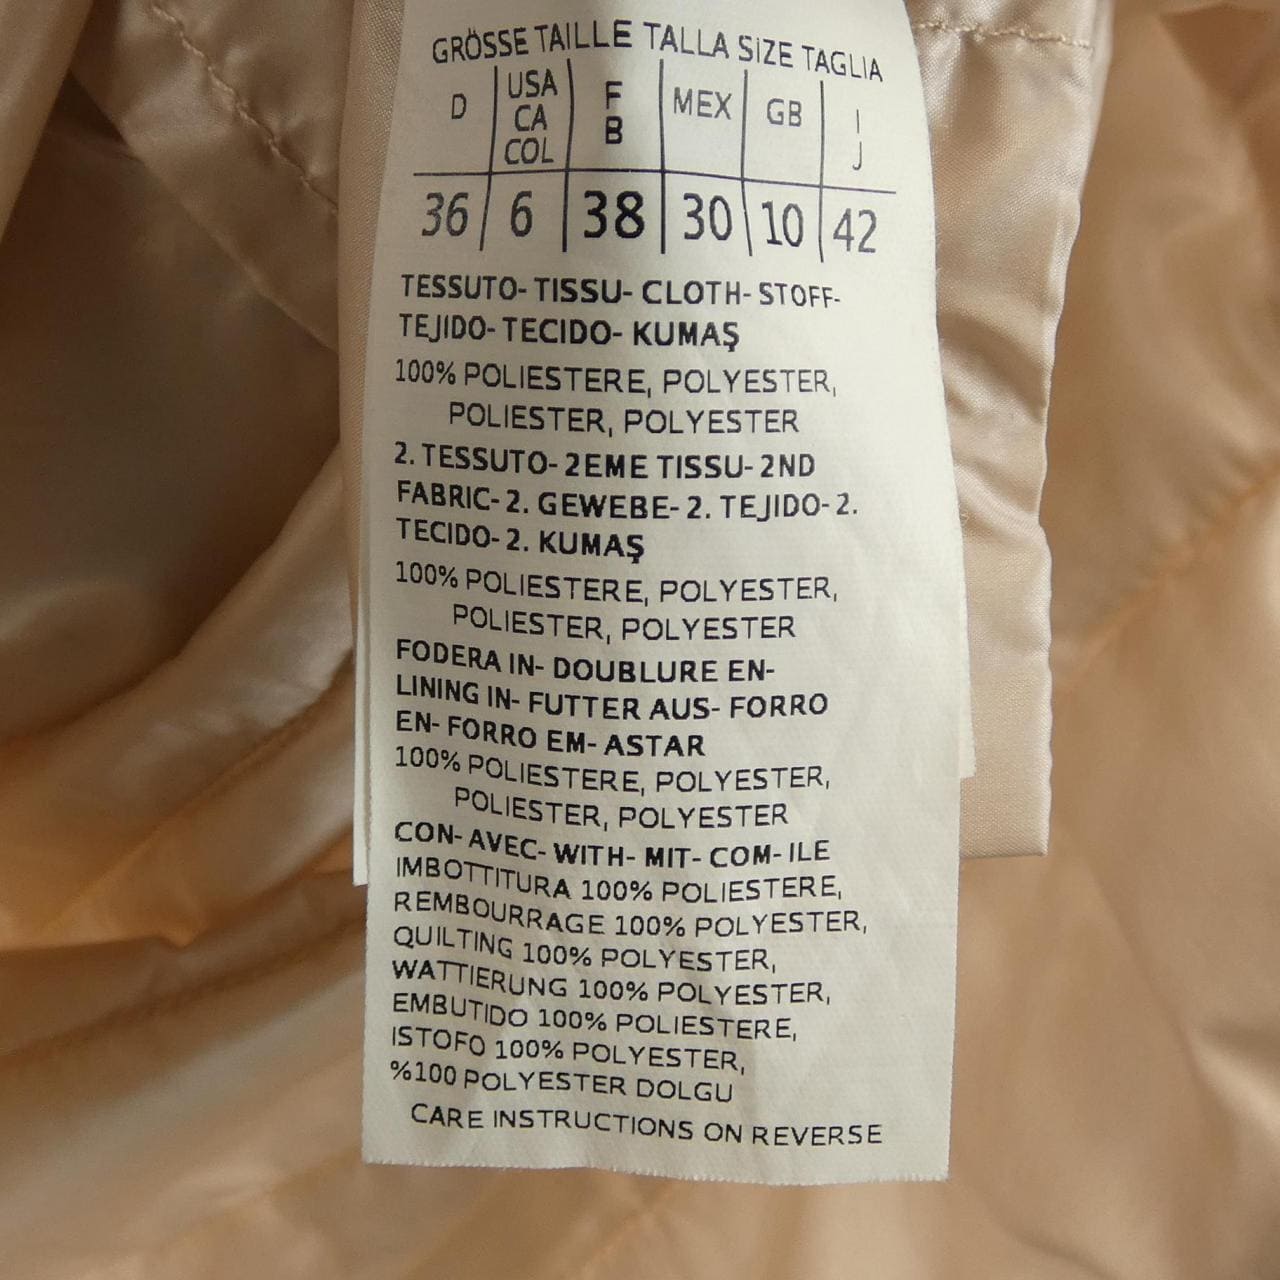 GRÖSSE TAILLE TALLA SİZE TAGLIA
D USA F MEX GB I
CA B J
COL
36 6 38 30 10 42
TESSUTO- TISSU- CLOTH- STOFF-
TEJIDO- TECIDO- KUMAŞ
100% POLIESTERE, POLYESTER,
POLIESTER, POLYESTER
2. TESSUTO- 2EME TISSU- 2ND
FABRIC- 2. GEWEBE- 2. TEJIDO- 2.
TECIDO- 2. KUMAŞ
100% POLIESTERE, POLYESTER,
POLIESTER, POLYESTER
FODERA IN- DOUBLURE EN-
LINING IN- FUTTER AUS- FORRO
EN- FORRO EM- ASTAR
100% POLIESTERE, POLYESTER,
POLIESTER, POLYESTER
CON- AVEC- WITH- MIT- COM- ILE
IMBOTTITURA 100% POLIESTERE,
REMBOURRAGE 100% POLYESTER,
QUILTING 100% POLYESTER,
WATTIERUNG 100% POLYESTER,
EMBUTIDO 100% POLIESTERE,
ISTOFO 100% POLYESTER,
%100 POLYESTER DOLGU
CARE INSTRUCTIONS ON REVERSE